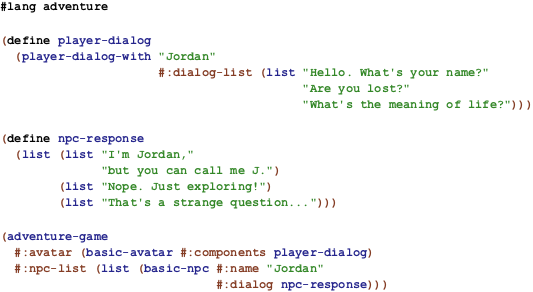 #lang adventure
(define player-dialog
  (player-dialog-with "Jordan"
                      #:dialog-list (list "Hello. What's your name?"
                                          "Are you lost?"
                                          "What's the meaning of life?")))
(define npc-response
  (list (list "I'm Jordan,"
              "but you can call me J.")
        (list "Nope. Just exploring!")
        (list "That's a strange question...")))
(adventure-game
  #:avatar (basic-avatar #:components player-dialog)
  #:npc-list (list (basic-npc #:name "Jordan"
                              #:dialog npc-response)))